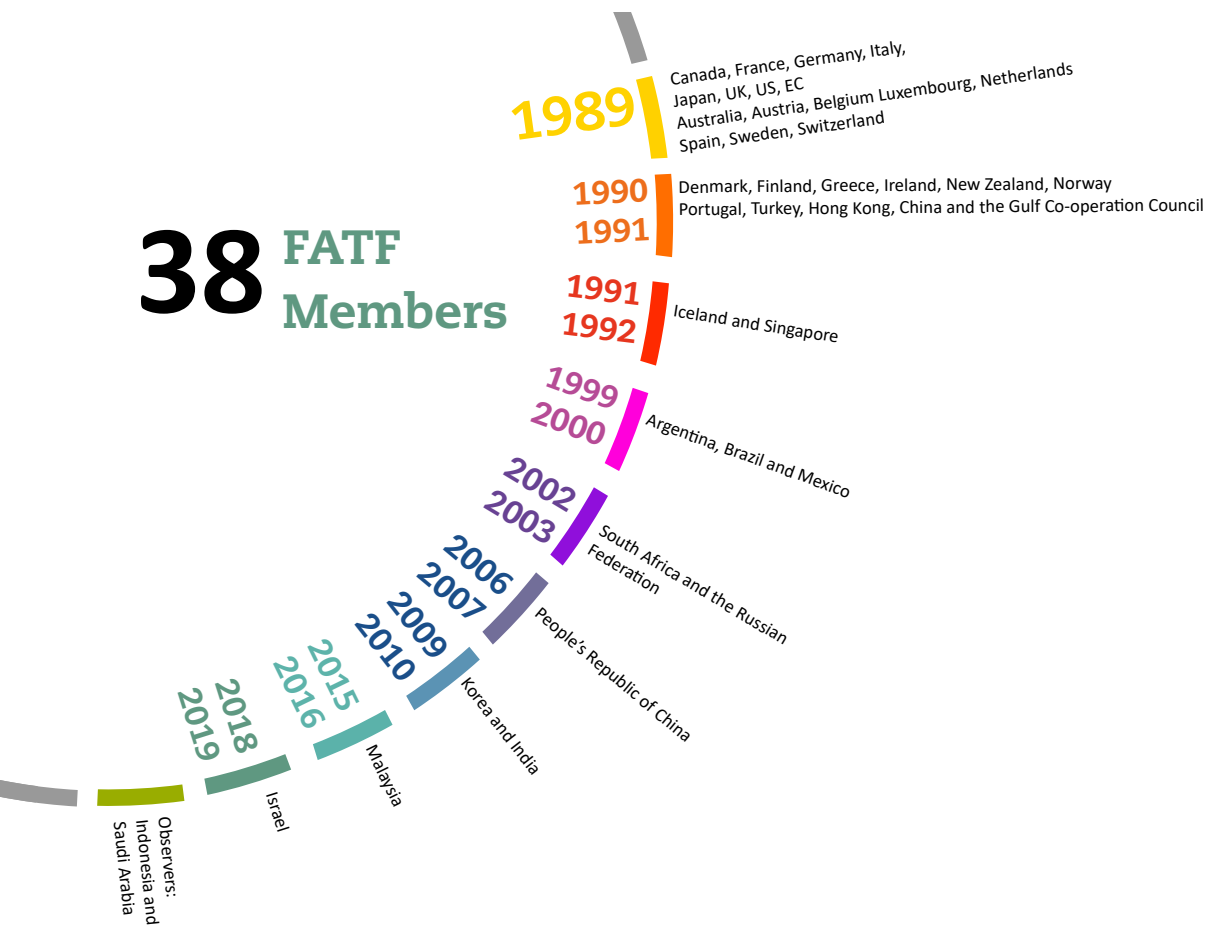 38 FATF
Members
1989
Canada, France, Germany, Italy,
Japan, UK, US, EC
Australia, Austria, Belgium Luxembourg, Netherlands
Spain, Sweden, Switzerland
1990
1991
Denmark, Finland, Greece, Ireland, New Zealand, Norway
Portugal, Turkey, Hong Kong, China and the Gulf Co-operation Council
1991
1992
Iceland and Singapore
1999
2000
Argentina, Brazil and Mexico
2002
2003
South Africa and the Russian
Federation
2006
2007
People's Republic of China
2009
2010
Korea and India
2015
2016
Malaysia
2018
2019
Israel
Observers:
Indonesia and
Saudi Arabia